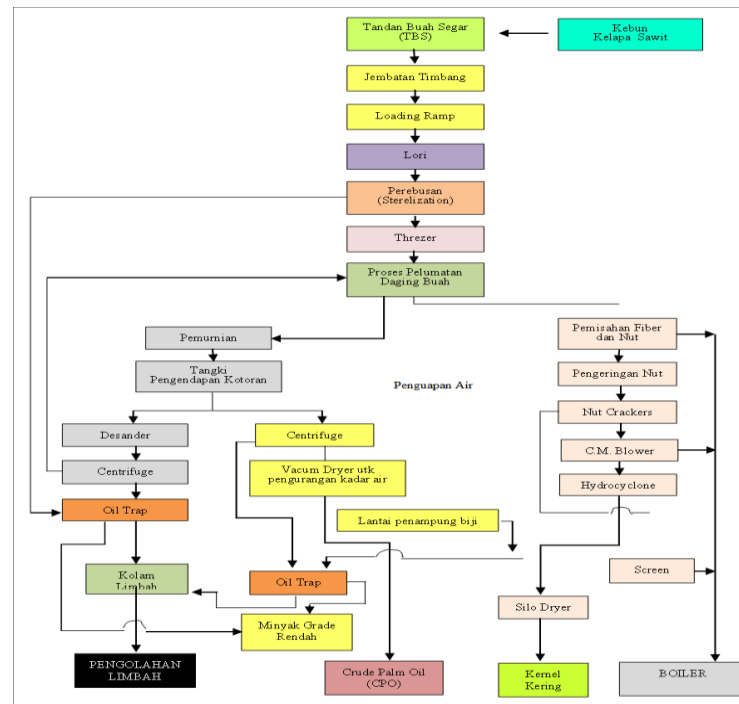 Tandan Buah Segar
(TBS)
Kebun
Kelapa Sawit
Jembatan Timbang
Loading Ramp
Lori
Perebusan
(Sterelization)
Threzer
Proses Pelumatan
Daging Buah
Pemurnian
Pemisahan Fiber
dan Nut
Tangki
Pengendapan Kotoran
Penguapan Air
Pengeringan Nut
Nut Crackers
Desander
Centrifuge
C.M. Blower
Centrifuge
Vacum Dryer utk
pengurangan kadar air
Hydrocyclone
Oil Trap
Lantai penampung biji
Kolam
Limbah
Oil Trap
Screen
Silo Dryer
Minyak Grade
Rendah
PENGOLAHAN
LIMBAH
Crude Palm Oil
(CPO)
Kernel
Kering
BOILER